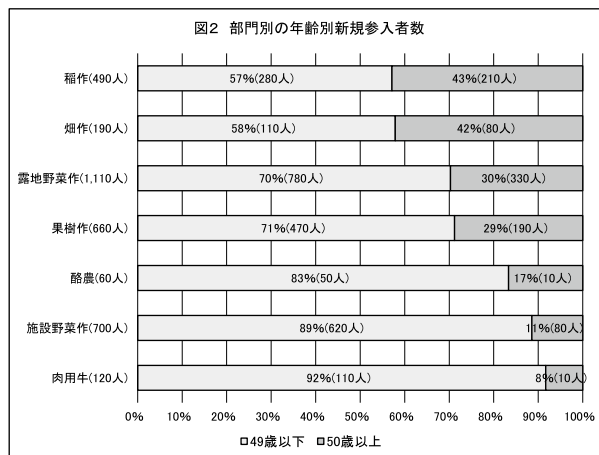 図2 部門別の年齢別新規参入者数
稲作(490人) 57%(280人) 43%(210人)
畑作(190人) 58%(110人) 42%(80人)
露地野菜作(1,110人) 70%(780人) 30%(330人)
果樹作(660人) 71%(470人) 29%(190人)
酪農(60人) 83%(50人) 17%(10人)
施設野菜作(700人) 89%(620人) 11%(80人)
肉用牛(120人) 92%(110人) 8%(10人)
0% 10% 20% 30% 40% 50% 60% 70% 80% 90% 100%
□49歳以下 ■50歳以上